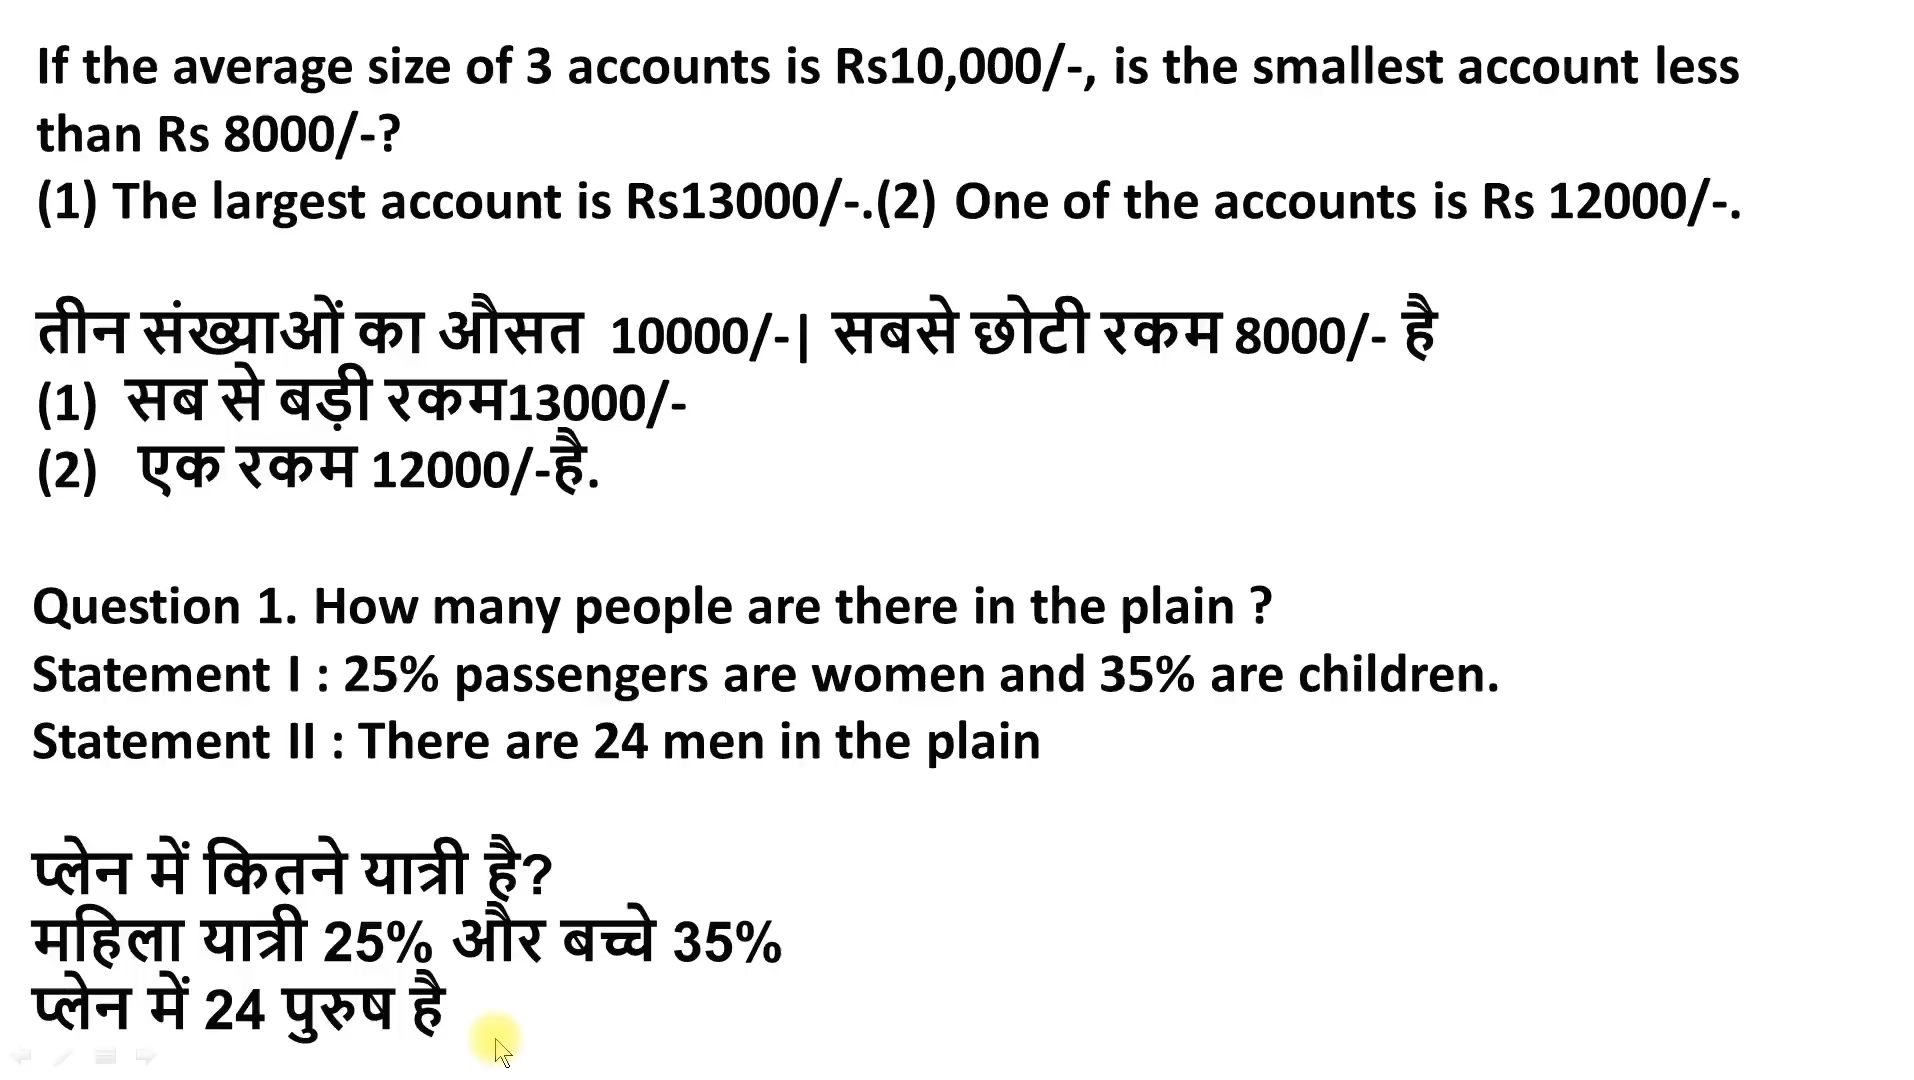 If the average size of 3 accounts is Rs10,000/-, is the smallest account less
than Rs 8000/-?
(1) The largest account is Rs13000/-.(2) One of the accounts is Rs 12000/-.
तीन संख्याओं का औसत 10000/-| सबसे छोटी रकम 8000/- है
(1) सब से बड़ी रकम13000/-
(2) एक रकम 12000/-है.
Question 1. How many people are there in the plain ?
Statement I : 25% passengers are women and 35% are children.
Statement II : There are 24 men in the plain
प्लेन में कितने यात्री है?
महिला यात्री 25% और बच्चे 35%
प्लेन में 24 पुरुष है